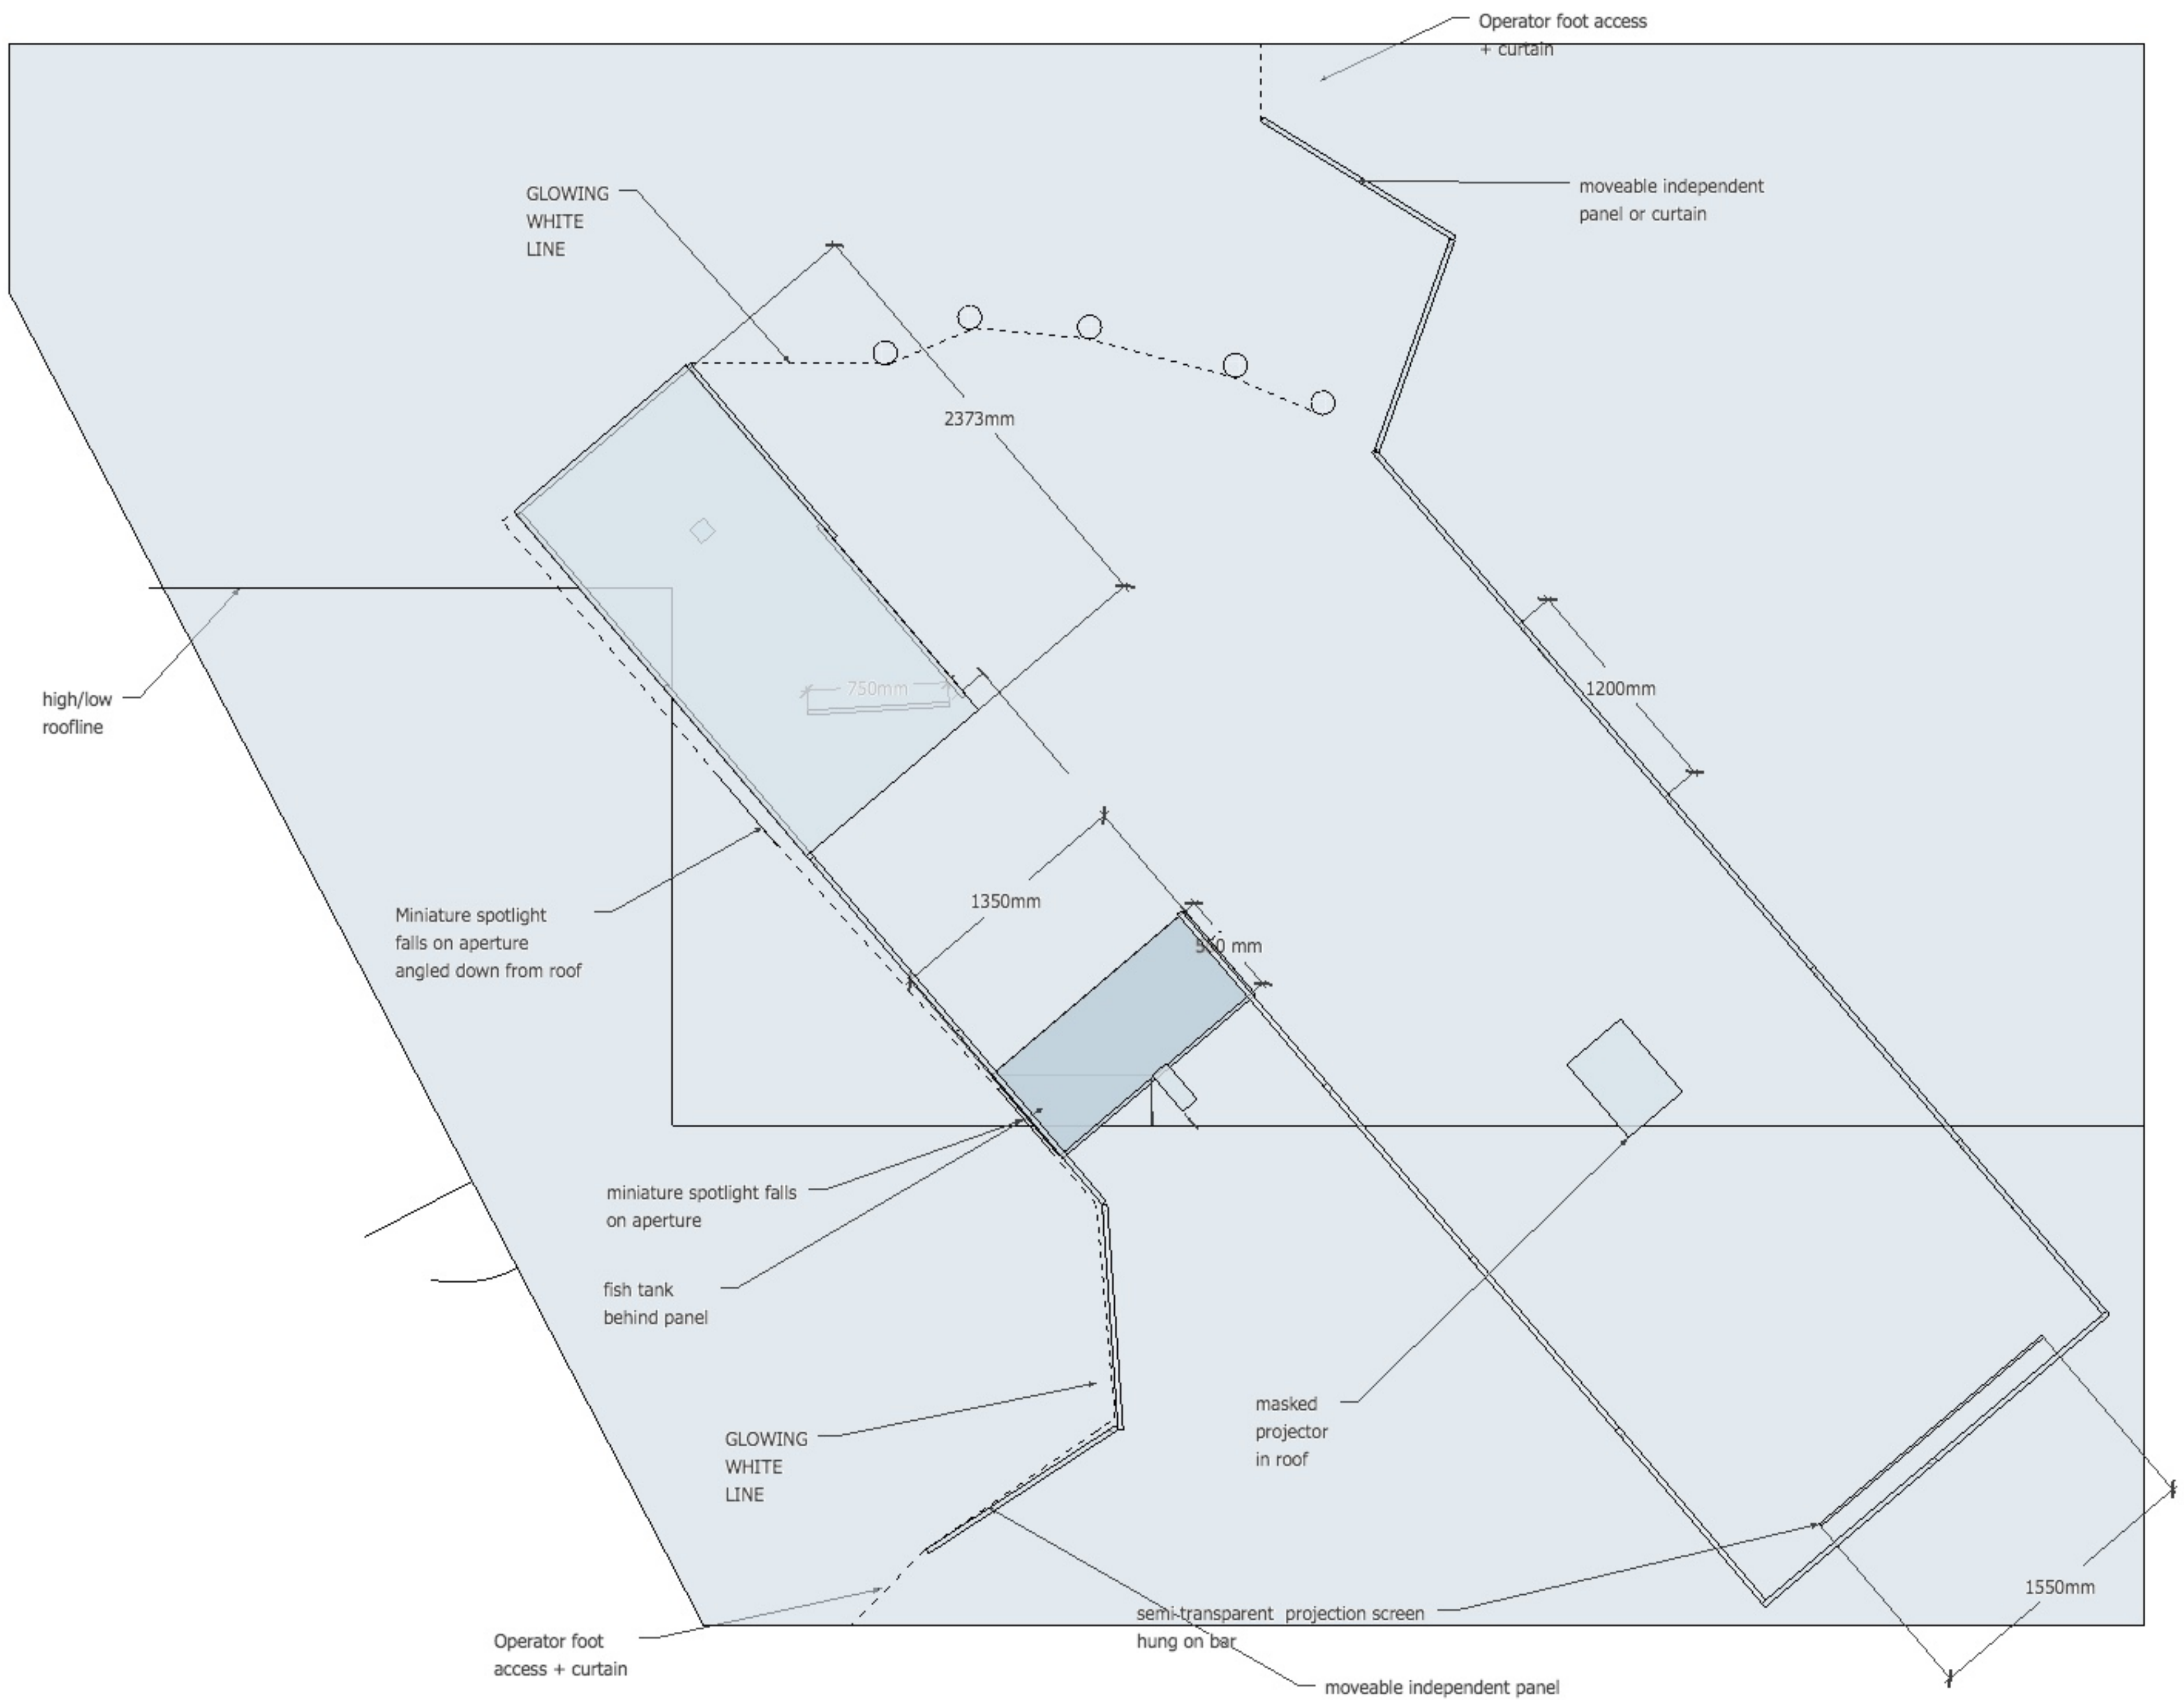 Operator foot access
+ curtain
moveable independent
panel or curtain
GLOWING
WHITE
LINE
2373mm
high/low
roofline
750mm
1200mm
1350mm
Miniature spotlight
falls on aperture
angled down from roof
mm
miniature spotlight falls
on aperture
fish tank
behind panel
masked
projector
in roof
GLOWING
WHITE
LINE
1550mm
semi-transparent projection screen
hung on bar
Operator foot
access + curtain
moveable independent panel